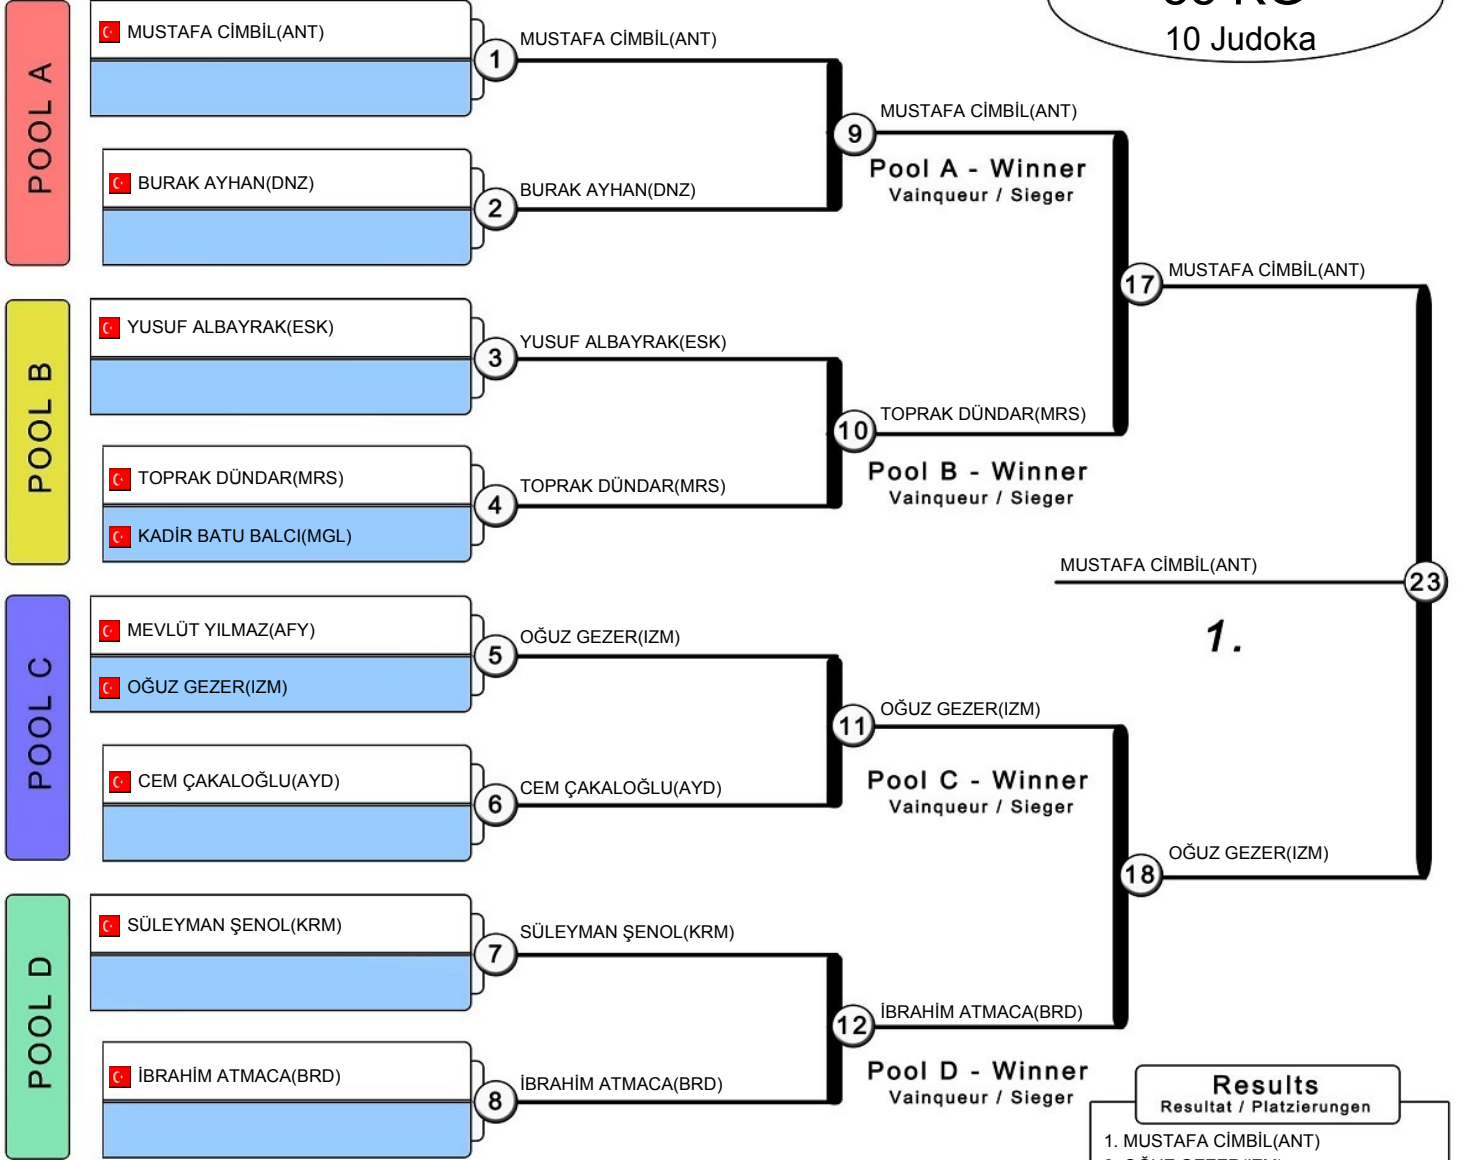 10 Judoka
POOL A
MUSTAFA CİMBİL(ANT)
1
MUSTAFA CİMBİL(ANT)
BURAK AYHAN(DNZ)
2
BURAK AYHAN(DNZ)
9
MUSTAFA CİMBİL(ANT)
Pool A - Winner
Vainqueur / Sieger
POOL B
YUSUF ALBAYRAK(ESK)
3
YUSUF ALBAYRAK(ESK)
TOPRAK DÜNDAR(MRS)
KADİR BATU BALCI(MGL)
4
TOPRAK DÜNDAR(MRS)
10
TOPRAK DÜNDAR(MRS)
Pool B - Winner
Vainqueur / Sieger
17
MUSTAFA CİMBİL(ANT)
MUSTAFA CİMBİL(ANT)
23
1.
POOL C
MEVLÜT YILMAZ(AFY)
OĞUZ GEZER(IZM)
5
OĞUZ GEZER(IZM)
CEM ÇAKALOĞLU(AYD)
6
CEM ÇAKALOĞLU(AYD)
11
OĞUZ GEZER(IZM)
Pool C - Winner
Vainqueur / Sieger
18
OĞUZ GEZER(IZM)
POOL D
SÜLEYMAN ŞENOL(KRM)
7
SÜLEYMAN ŞENOL(KRM)
İBRAHİM ATMACA(BRD)
8
İBRAHİM ATMACA(BRD)
12
İBRAHİM ATMACA(BRD)
Pool D - Winner
Vainqueur / Sieger
Results
Resultat / Platzierungen
1. MUSTAFA CİMBİL(ANT)